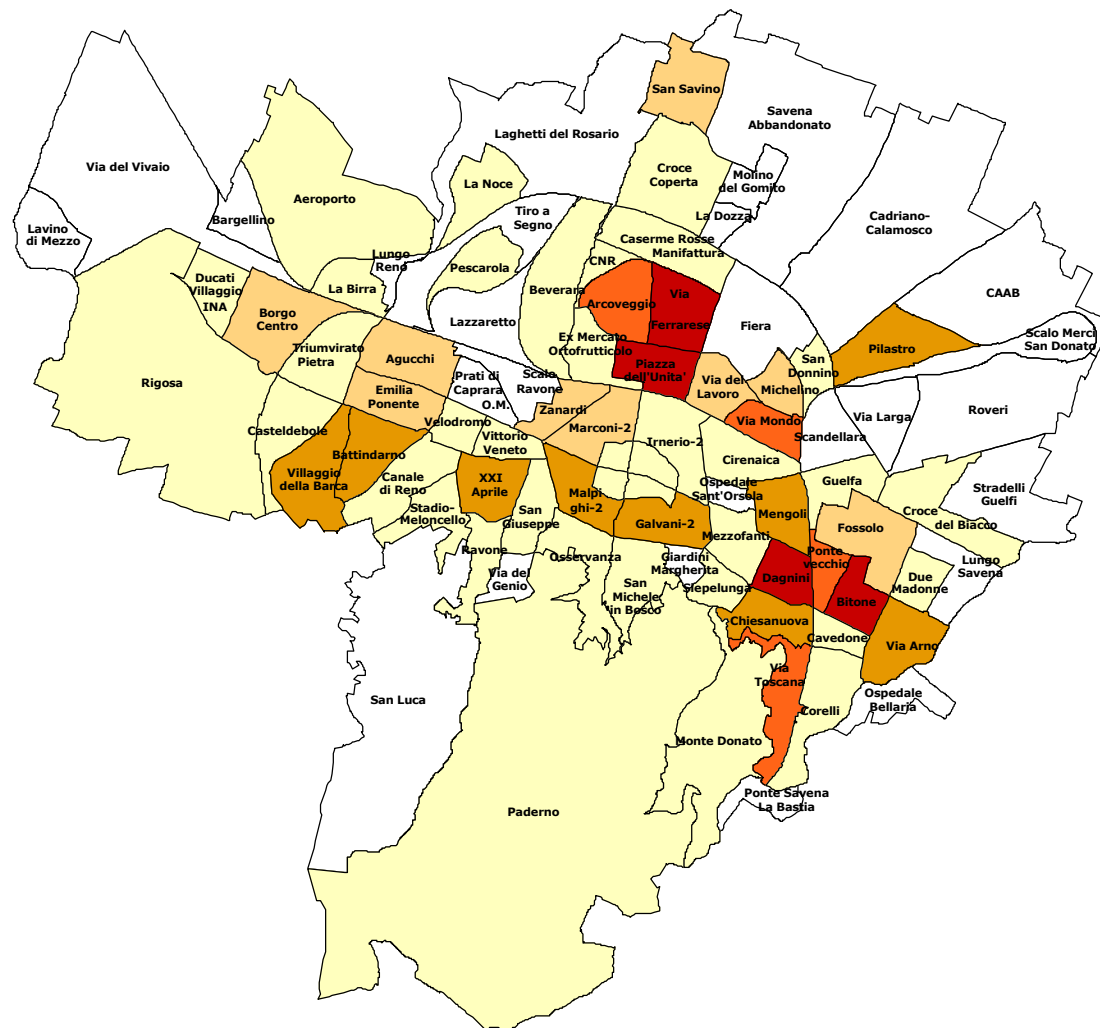 San Savino
Savena
Abbandonato
Laghetti del Rosario
Via del Vivaio
Croce
Coperta
Molino
del Gomito
La Noce
Aeroporto
La Dozza
Tiro a
Segno
Bargellino
Cadriano-
Calamosco
Lavino
di Mezzo
Caserme Rosse
Manifattura
Lungo
Reno
CNR
Pescarola
Ducati
Villaggio
INA
La Birra
Beverara
Via
Ferrarese
Arcoveggio
CAAB
Borgo
Centro
Lazzaretto
Fiera
Scalo Merci
San Donato
Ex Mercato
Ortofrutticolo
Triumvirato
Pietra
Agucchi
Pilastro
San
Donnino
Piazza
dell'Unita'
Rigosa
Prati di
Caprara
O.M.
Scalo
Ravone
Via del
Lavoro
Michelino
Emilia
Ponente
Zanardi
Via Larga
Roveri
Velodromo
Marconi-2
Via Mondo
Casteldebole
Vittorio
Veneto
Irnerio-2
Scandellara
Battindarno
Cirenaica
Villaggio
della Barca
Canale
di Reno
XXI
Aprile
Malpi
ghi-2
Ospedale
Sant'Orsola
Guelfa
Stradelli
Guelfi
Stadio-
Meloncello
San
Giuseppe
Galvani-2
Mengoli
Croce
del Biacco
Mezzofanti
Fossolo
Ravone
Osservanza
Giardini
Margherita
Ponte
vecchio
Lungo
Savena
Via del
Genio
San
Michele
in Bosco
Siepelunga
Dagnini
Due
Madonne
Bitone
Chiesanuova
Cavedone
Via Arno
Via
Toscana
San Luca
Ospedale
Bellaria
Corelli
Monte Donato
Ponte Savena
La Bastia
Paderno